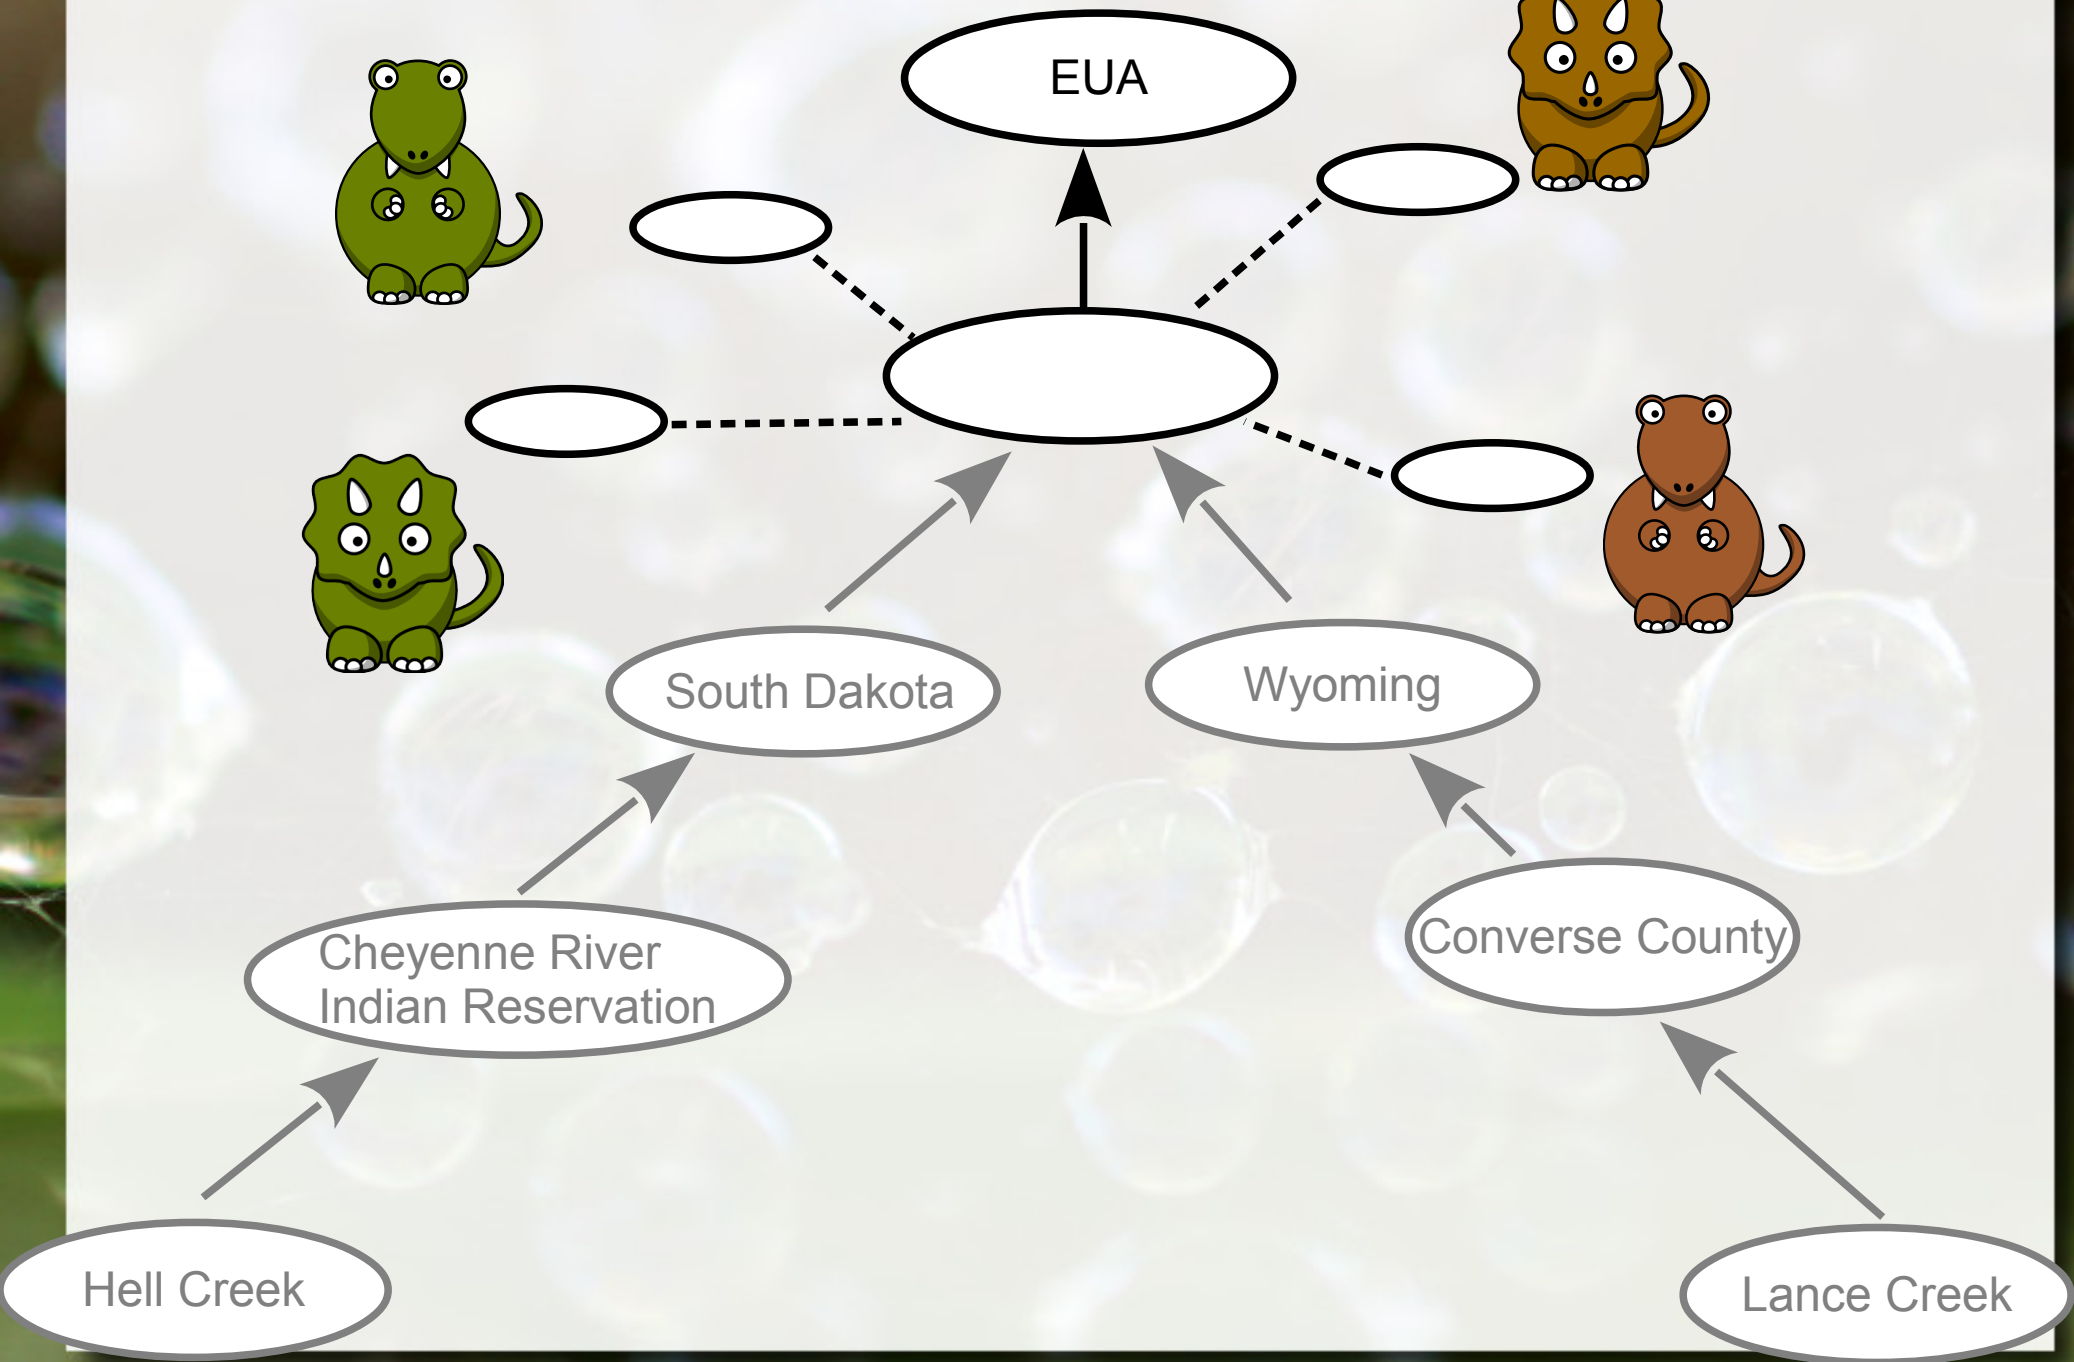 EUA
South Dakota
Wyoming
Cheyenne River
Indian Reservation
Converse County
Hell Creek
Lance Creek